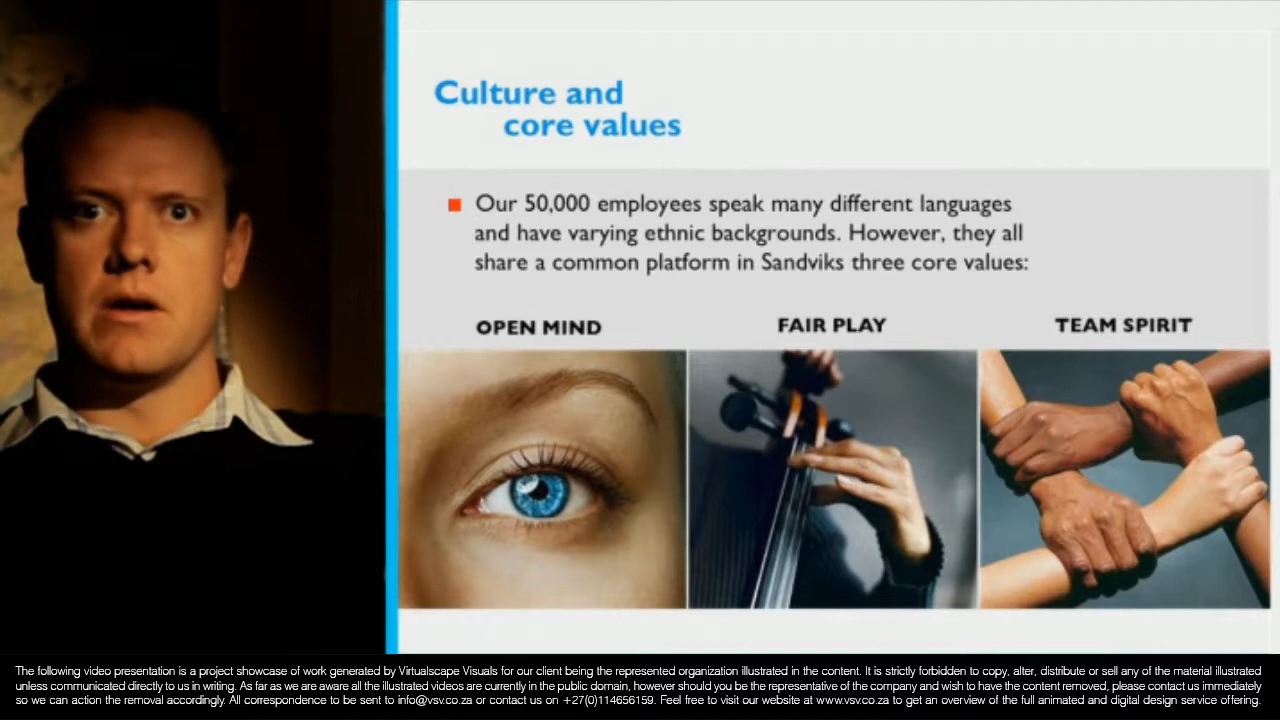 Culture and
core values
Our 50,000 employees speak many different languages
and have varying ethnic backgrounds. However, they all
share a common platform in Sandviks three core values:
OPEN MIND
FAIR PLAY
TEAM SPIRIT
The following video presentation is a project showcase of work generated by Virtualscape Visuals for our client being the represented organization illustrated in the content. It is strictly forbidden to copy, alter, distribute or sell any of the material illustrated
unless communicated directly to us in writing. As far as we are aware all the illustrated videos are currently in the public domain, however should you be the representative of the company and wish to have the content removed, please contact us immediately
so we can action the removal accordingly. All correspondence to be sent to info@vsv.co.za or contact us on +27(0)114656159. Feel free to visit our website at www.vsv.co.za to get an overview of the full animated and digital design service offering.